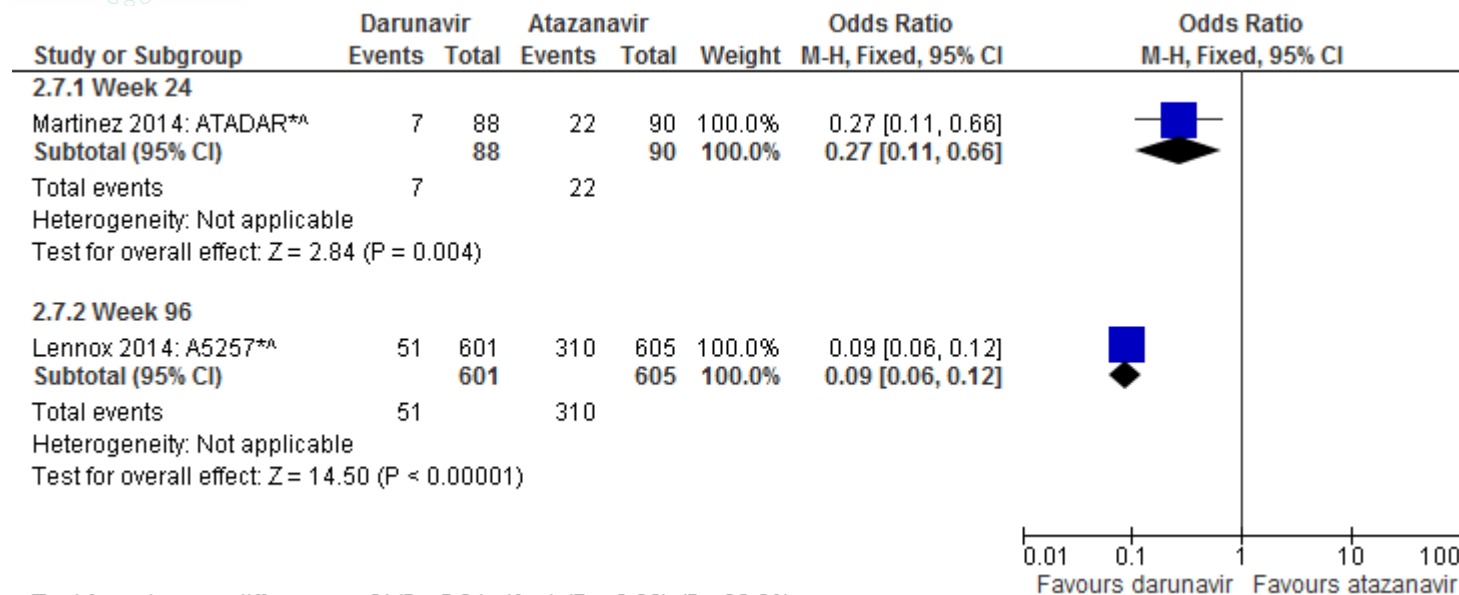 Darunavir Atazanavir Odds Ratio Odds Ratio
Study or Subgroup Events Total Events Total Weight M-H, Fixed, 95% CI M-H, Fixed, 95% CI
2.7.1 Week 24
Martinez 2014: ATADAR*^ 7 88 22 90 100.0% 0.27 [0.11, 0.66]
Subtotal (95% CI) 88 90 100.0% 0.27 [0.11, 0.66]
Total events 7 22
Heterogeneity: Not applicable
Test for overall effect: Z = 2.84 (P = 0.004)
2.7.2 Week 96
Lennox 2014: A5257*^ 51 601 310 605 100.0% 0.09 [0.06, 0.12]
Subtotal (95% CI) 601 605 100.0% 0.09 [0.06, 0.12]
Total events 51 310
Heterogeneity: Not applicable
Test for overall effect: Z = 14.50 (P < 0.00001)
0.01 0.1 1 10 100
Favours darunavir Favours atazanavir